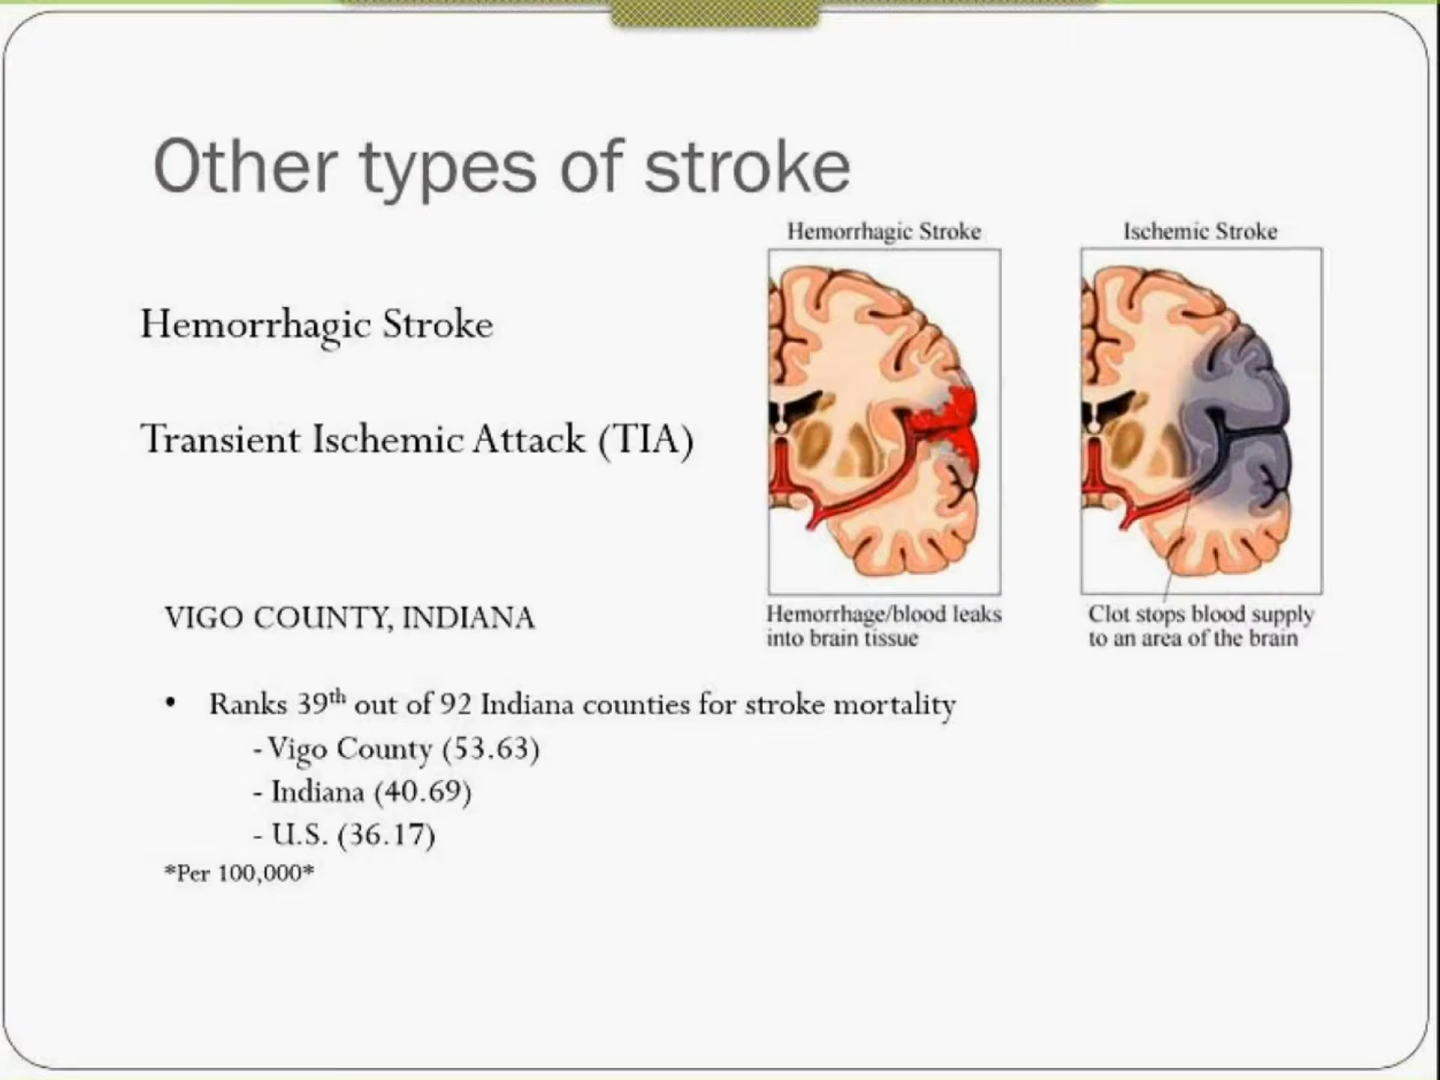 Other types of stroke
Hemorrhagic Stroke
Transient Ischemic Attack (TIA)
Hemorrhagic Stroke
Hemorrhage/blood leaks
into brain tissue
Ischemic Stroke
Clot stops blood supply
to an area of the brain
VIGO COUNTY, INDIANA
• Ranks 39th out of 92 Indiana counties for stroke mortality
- Vigo County (53.63)
- Indiana (40.69)
- U.S. (36.17)
*Per 100,000*